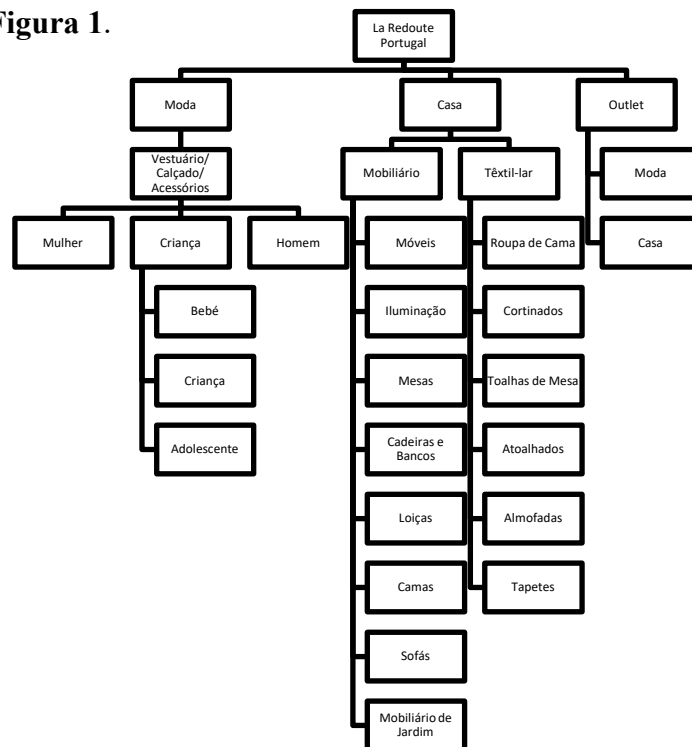 Figura 1.
La Redoute
Portugal
Moda
Casa
Outlet
Vestuário/
Calçado/
Acessórios
Mobiliário
Têxtil-lar
Moda
Mulher
Criança
Homem
Móveis
Roupa de Cama
Casa
Bebé
Iluminação
Cortinados
Criança
Mesas
Toalhas de Mesa
Adolescente
Cadeiras e
Bancos
Atoalhados
Loiças
Almofadas
Camas
Tapetes
Sofás
Mobiliário de
Jardim